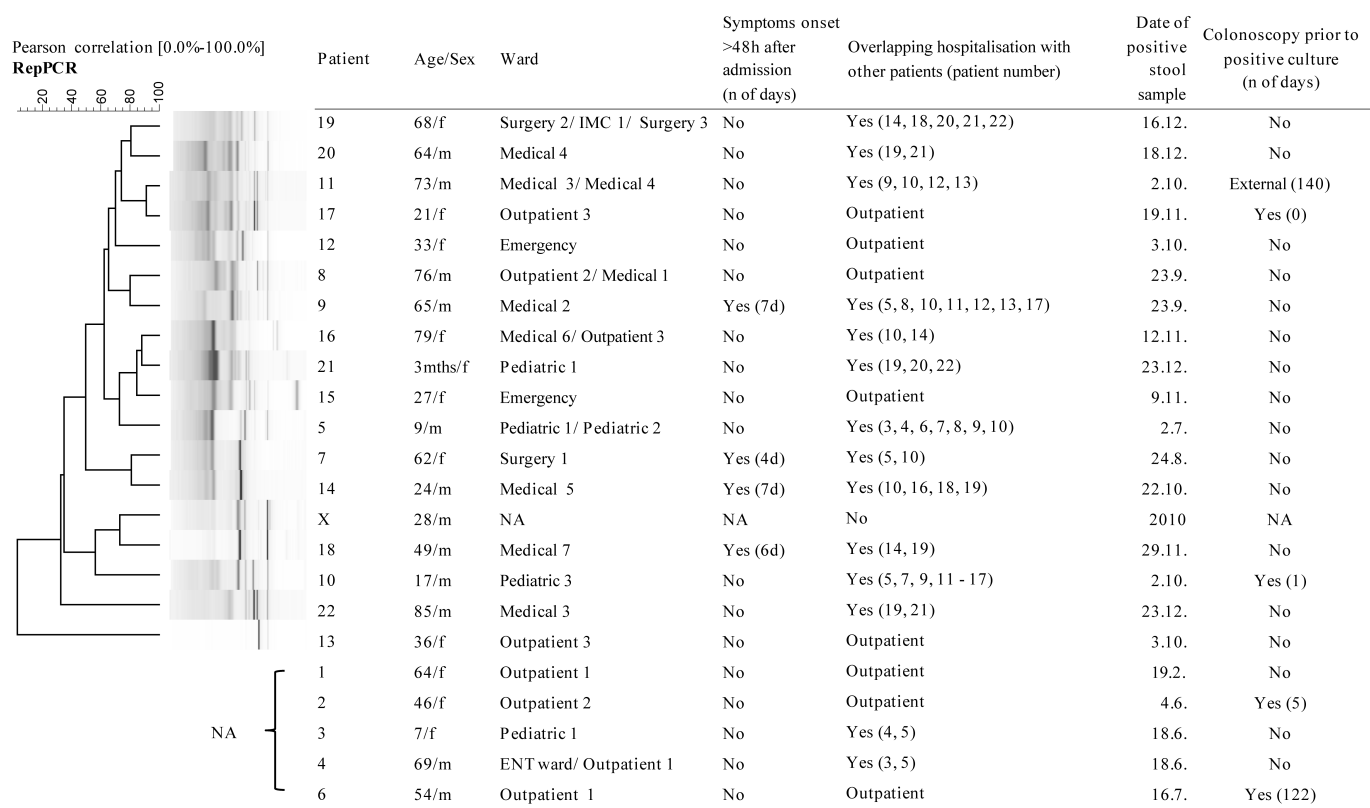 Pearson correlation [0.0%-100.0%]
RepPCR
20 40 60 80 100
Patient Age/Sex Ward Symptoms onset >48h after admission (n of days) Overlapping hospitalisation with other patients (patient number) Date of positive stool sample Colonoscopy prior to positive culture (n of days)
19 68/f Surgery 2/ IMC 1/ Surgery 3 No Yes (14, 18, 20, 21, 22) 16.12. No
20 64/m Medical 4 No Yes (19, 21) 18.12. No
11 73/m Medical 3/ Medical 4 No Yes (9, 10, 12, 13) 2.10. External (140)
17 21/f Outpatient 3 No Outpatient 19.11. Yes (0)
12 33/f Emergency No Outpatient 3.10. No
8 76/m Outpatient 2/ Medical 1 No Outpatient 23.9. No
9 65/m Medical 2 Yes (7d) Yes (5, 8, 10, 11, 12, 13, 17) 23.9. No
16 79/f Medical 6/ Outpatient 3 No Yes (10, 14) 12.11. No
21 3mths/f Pediatric 1 No Yes (19, 20, 22) 23.12. No
15 27/f Emergency No Outpatient 9.11. No
5 9/m Pediatric 1/ Pediatric 2 No Yes (3, 4, 6, 7, 8, 9, 10) 2.7. No
7 62/f Surgery 1 Yes (4d) Yes (5, 10) 24.8. No
14 24/m Medical 5 Yes (7d) Yes (10, 16, 18, 19) 22.10. No
X 28/m NA NA No 2010 NA
18 49/m Medical 7 Yes (6d) Yes (14, 19) 29.11. No
10 17/m Pediatric 3 No Yes (5, 7, 9, 11 - 17) 2.10. Yes (1)
22 85/m Medical 3 No Yes (19, 21) 23.12. No
13 36/f Outpatient 3 No Outpatient 3.10. No
1 64/f Outpatient 1 No Outpatient 19.2. No
2 46/f Outpatient 2 No Outpatient 4.6. Yes (5)
NA
3 7/f Pediatric 1 No Yes (4, 5) 18.6. No
4 69/m ENT ward/ Outpatient 1 No Yes (3, 5) 18.6. No
6 54/m Outpatient 1 No Outpatient 16.7. Yes (122)